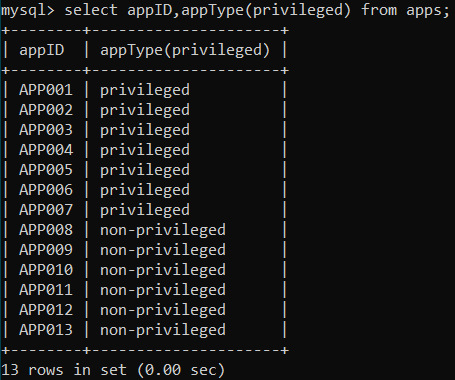 mysql> select appID,appType(privileged) from apps;
+--------+---------------------+
| appID  | appType(privileged) |
+--------+---------------------+
| APP001 | privileged          |
| APP002 | privileged          |
| APP003 | privileged          |
| APP004 | privileged          |
| APP005 | privileged          |
| APP006 | privileged          |
| APP007 | privileged          |
| APP008 | non-privileged      |
| APP009 | non-privileged      |
| APP010 | non-privileged      |
| APP011 | non-privileged      |
| APP012 | non-privileged      |
| APP013 | non-privileged      |
+--------+---------------------+
13 rows in set (0.00 sec)